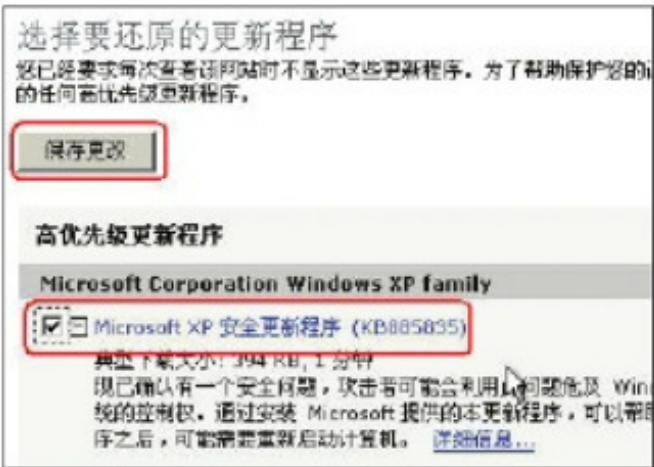 选择要还原的更新程序
您已经要求每次查看该网站时不显示这些更新程序。为了帮助保护您的
的任何高优先级更新程序。
保存更改
高优先级更新程序
Microsoft Corporation Windows XP family
Microsoft XP 安全更新程序 (KB885835)
典型下载大小: 394 KB, 1 分钟
现已确认有一个安全问题,攻击者可能会利用此问题危及 Win
统的控制权。通过安装 Microsoft 提供的本更新程序,可以帮
序之后,可能需要重新启动计算机。 详细信息...